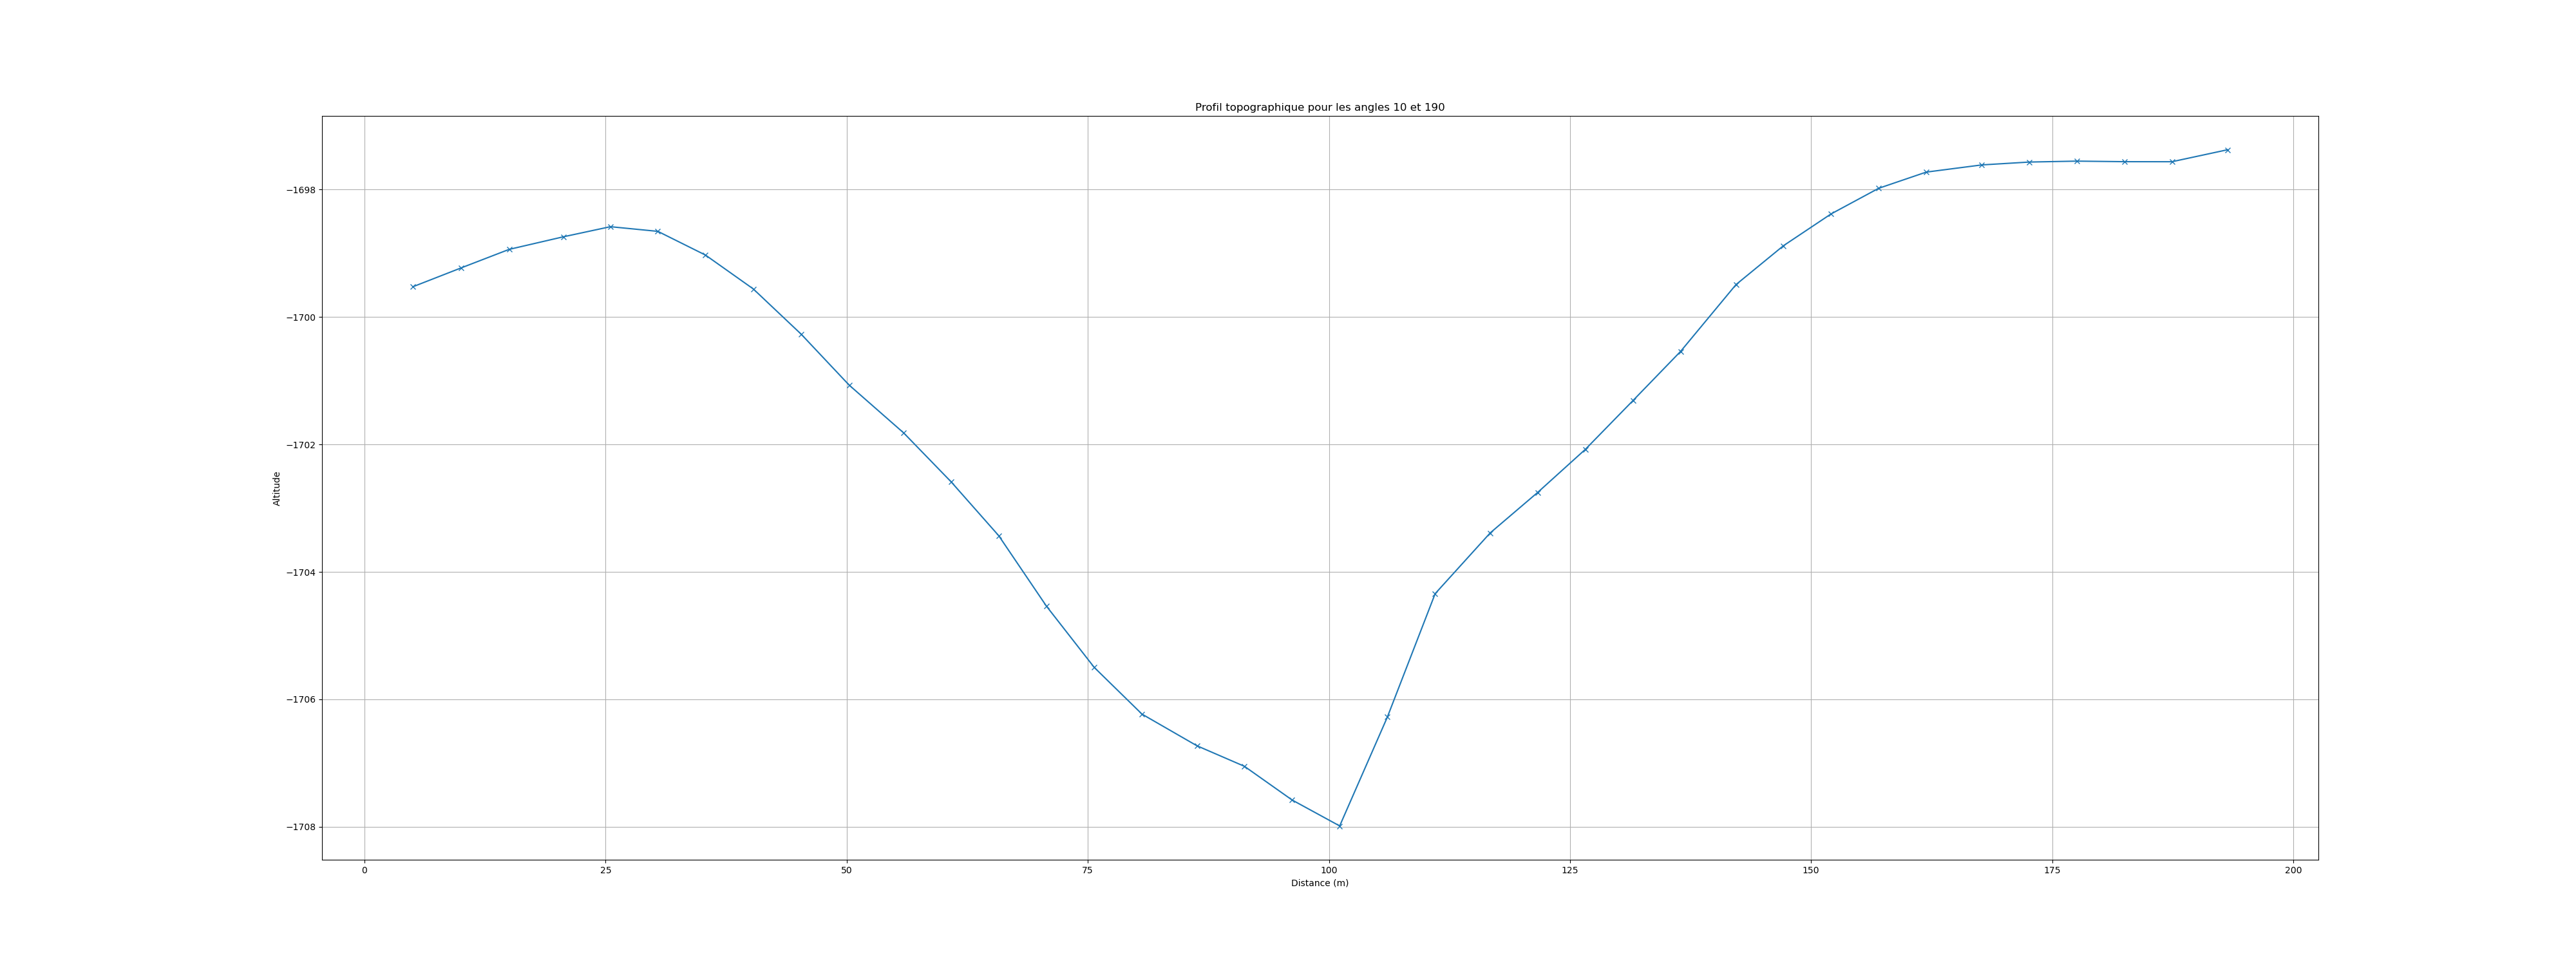 Profil topographique pour les angles 10 et 190
Altitude
−1698
−1700
−1702
−1704
−1706
−1708
0 25 50 75 100 125 150 175 200
Distance (m)